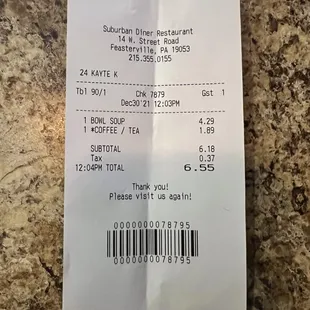 Suburban Diner Restaurant
14 W. Street Road
Feasterville, PA 19053
215.355.0155
24 KAYTE K
Tbl 90/1 Chk 7879 Gst 1
Dec30'21 12:03PM
1 BOWL SOUP 4.29
1 *COFFEE / TEA 1.89
SUBTOTAL 6.18
Tax 0.37
12:04PM TOTAL 6.55
Thank you!
Please visit us again!
0000000078795
0000000078795